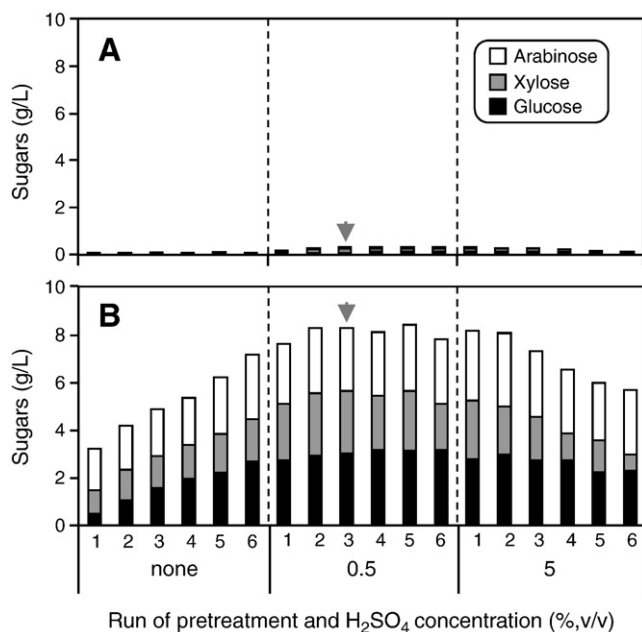 A
Sugars (g/L)
10
8
6
4
2
0
Arabinose
Xylose
Glucose
B
Sugars (g/L)
10
8
6
4
2
0
1 2 3 4 5 6 1 2 3 4 5 6 1 2 3 4 5 6
none 0.5 5
Run of pretreatment and H₂SO₄ concentration (%,v/v)